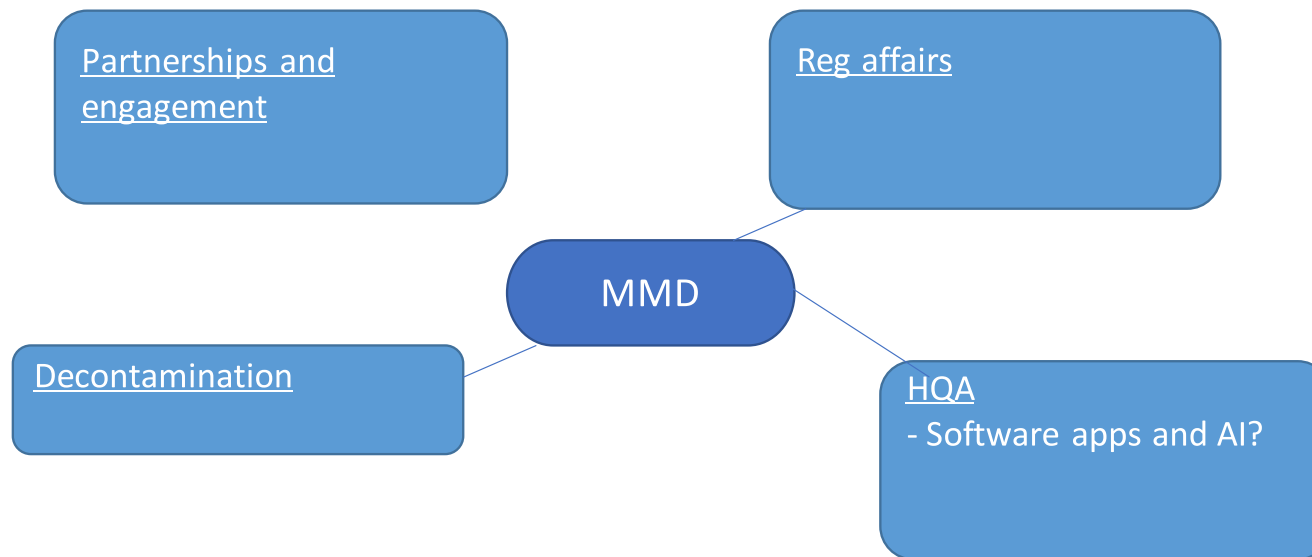 Partnerships and
engagement
Reg affairs
MMD
Decontamination
HQA
- Software apps and AI?